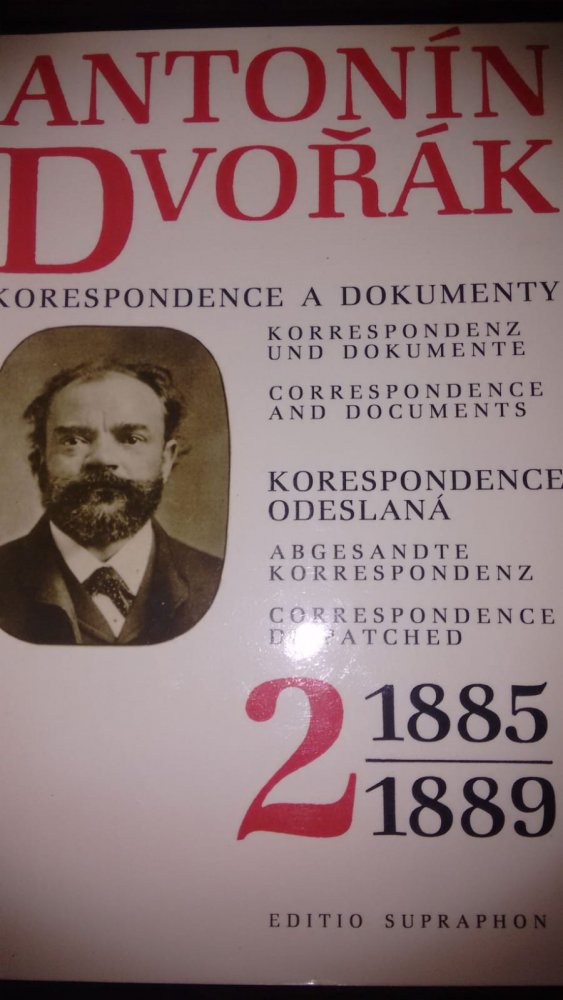 ANTONÍN
DVOŘÁK
KORESPONDENCE A DOKUMENTY
KORRESPONDENZ
UND DOKUMENTE
CORRESPONDENCE
AND DOCUMENTS
KORESPONDENCE
ODESLANÁ
ABGESANDTE
KORRESPONDENZ
CORRESPONDENCE
DISPATCHED
2 1885
1889
EDITIO SUPRAPHON